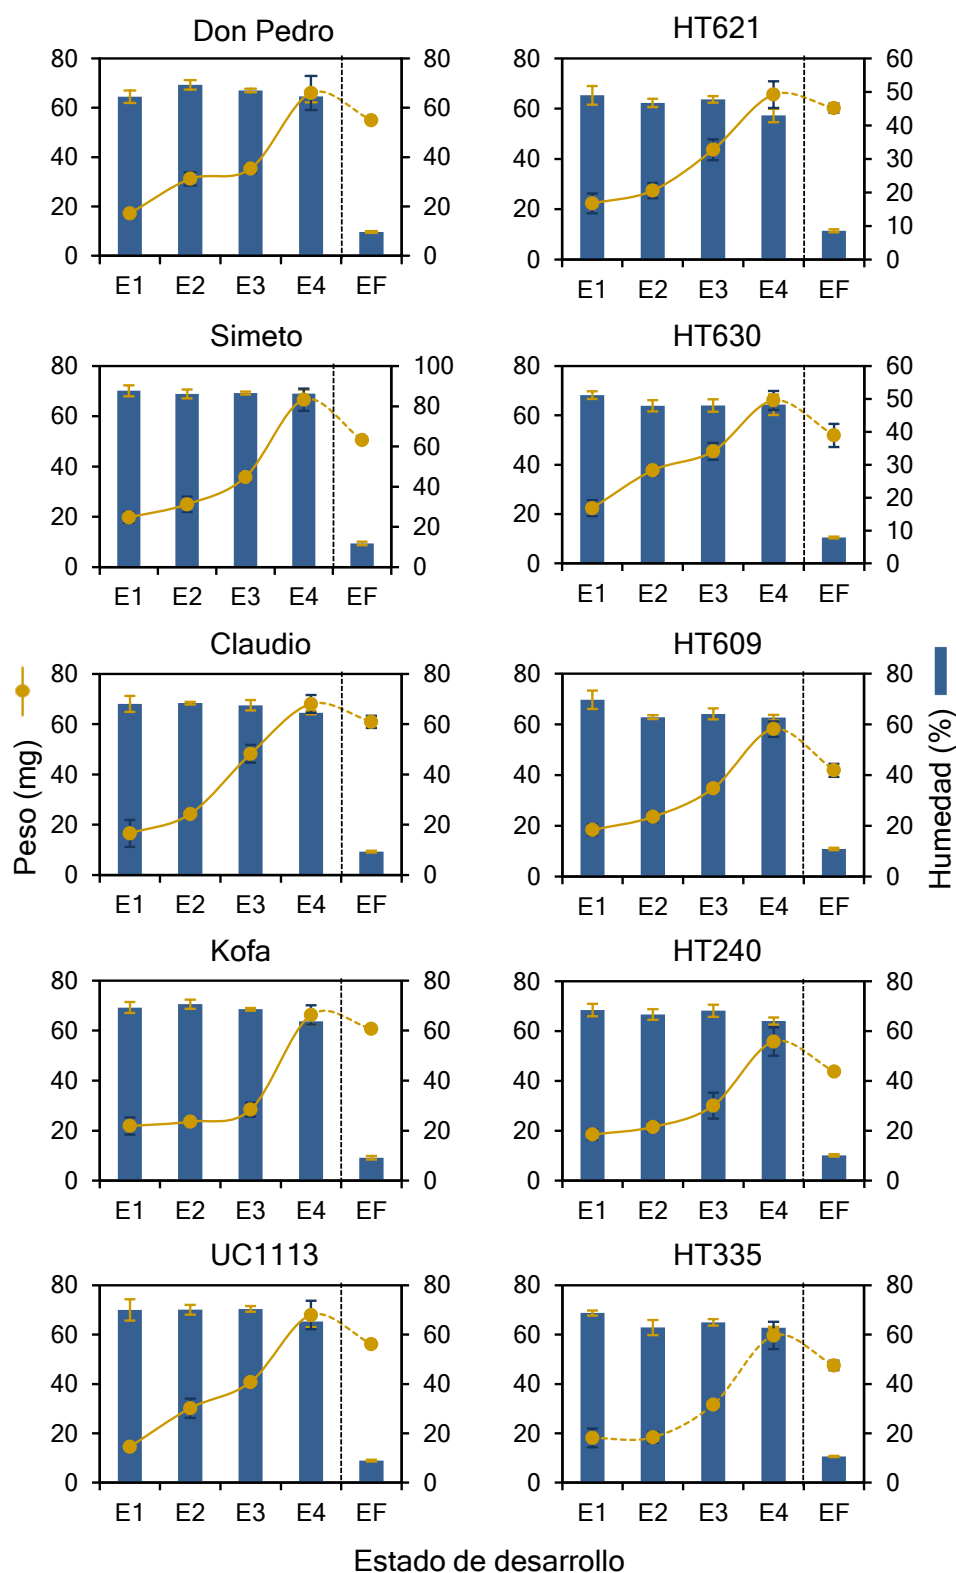 Don Pedro
80 60 40 20 0
80 60 40 20 0
E1 E2 E3 E4 EF
HT621
80 60 40 20 0
60 50 40 30 20 10 0
E1 E2 E3 E4 EF
Simeto
80 60 40 20 0
100 80 60 40 20 0
E1 E2 E3 E4 EF
HT630
80 60 40 20 0
60 50 40 30 20 10 0
E1 E2 E3 E4 EF
Claudio
80 60 40 20 0
80 60 40 20 0
E1 E2 E3 E4 EF
HT609
80 60 40 20 0
80 60 40 20 0
E1 E2 E3 E4 EF
Peso (mg)
Humedad (%)
Kofa
80 60 40 20 0
80 60 40 20 0
E1 E2 E3 E4 EF
HT240
80 60 40 20 0
80 60 40 20 0
E1 E2 E3 E4 EF
UC1113
80 60 40 20 0
80 60 40 20 0
E1 E2 E3 E4 EF
HT335
80 60 40 20 0
80 60 40 20 0
E1 E2 E3 E4 EF
Estado de desarrollo